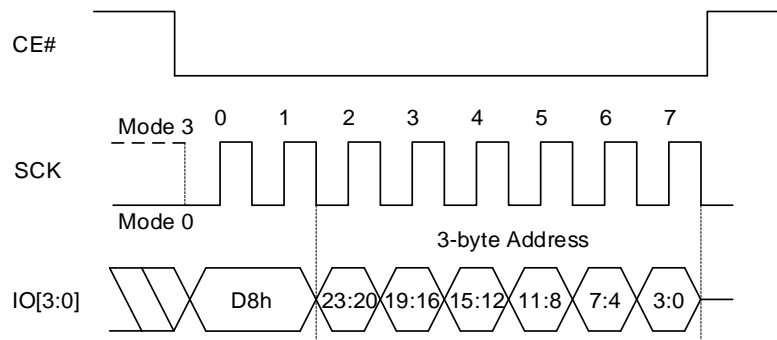 CE#
Mode 3
0 1 2 3 4 5 6 7
SCK
Mode 0
3-byte Address
IO[3:0]
D8h 23:20 19:16 15:12 11:8 7:4 3:0